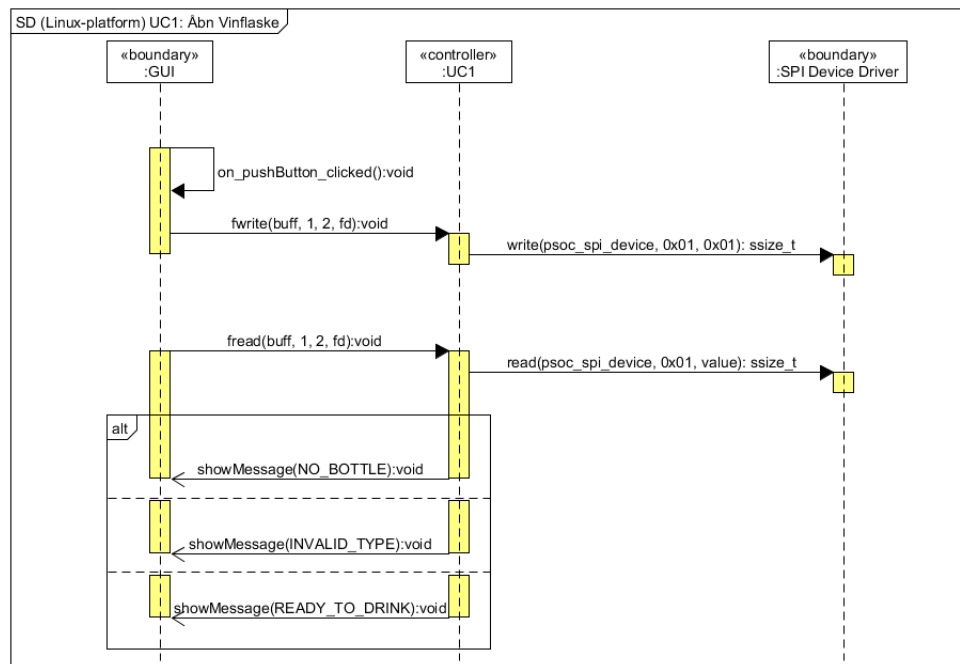 SD (Linux-platform) UC1: Åbn Vinflaske
«boundary»
:GUI
«controller»
:UC1
«boundary»
:SPI Device Driver
on_pushButton_clicked():void
fwrite(buff, 1, 2, fd):void
write(psoc_spi_device, 0x01, 0x01): ssize_t
fread(buff, 1, 2, fd):void
read(psoc_spi_device, 0x01, value): ssize_t
alt
showMessage(NO_BOTTLE):void
showMessage(INVALID_TYPE):void
showMessage(READY_TO_DRINK):void